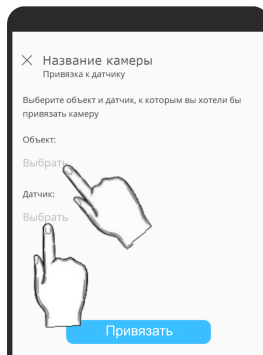 Название камеры
Привязка к датчику
Выберите объект и датчик, к которым вы хотели бы
привязать камеру
Объект:
Выбрать
Датчик:
Выбрать
Привязать